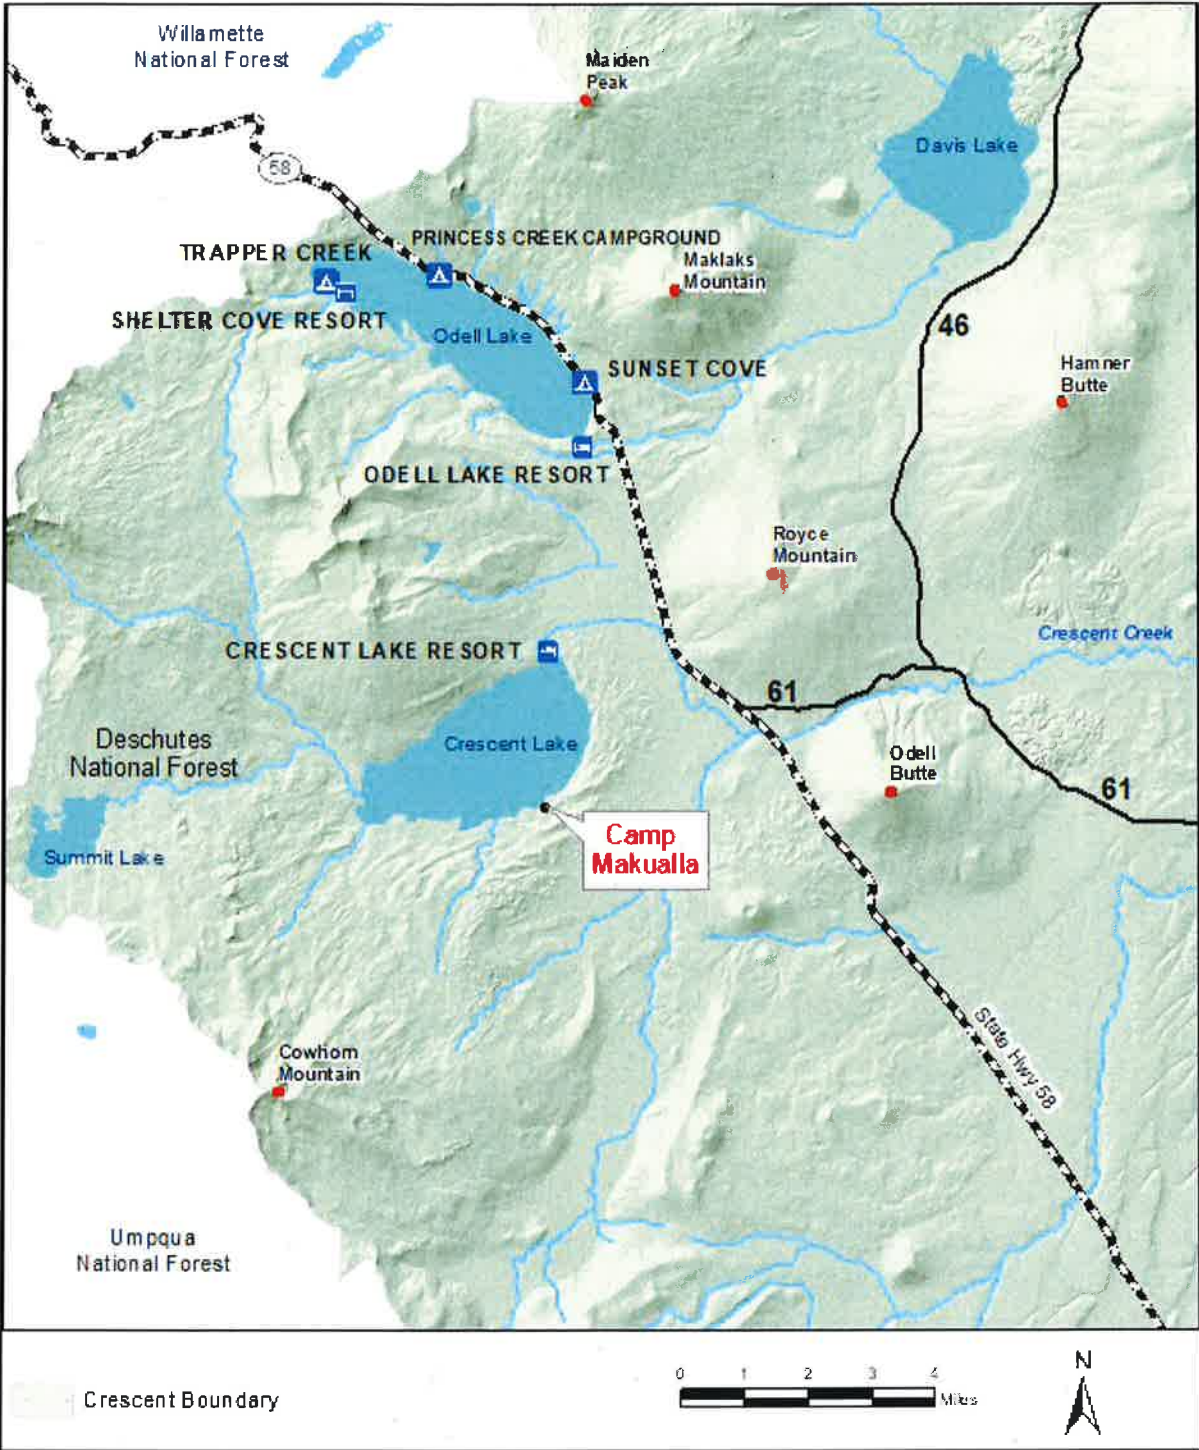 Willamette
National Forest
Maiden
Peak
Davis Lake
58
PRINCESS CREEK CAMPGROUND
TRAPPER CREEK
Maklaks
Mountain
SHELTER COVE RESORT
Odell Lake
46
SUNSET COVE
Hamner
Butte
ODELL LAKE RESORT
Royce
Mountain
Crescent Creek
CRESCENT LAKE RESORT
61
Deschutes
National Forest
Crescent Lake
Odell
Butte
61
Camp
Makualla
Summit Lake
State Hwy 58
Cowhorn
Mountain
Umpqua
National Forest
Crescent Boundary
0 1 2 3 4
Miles
N